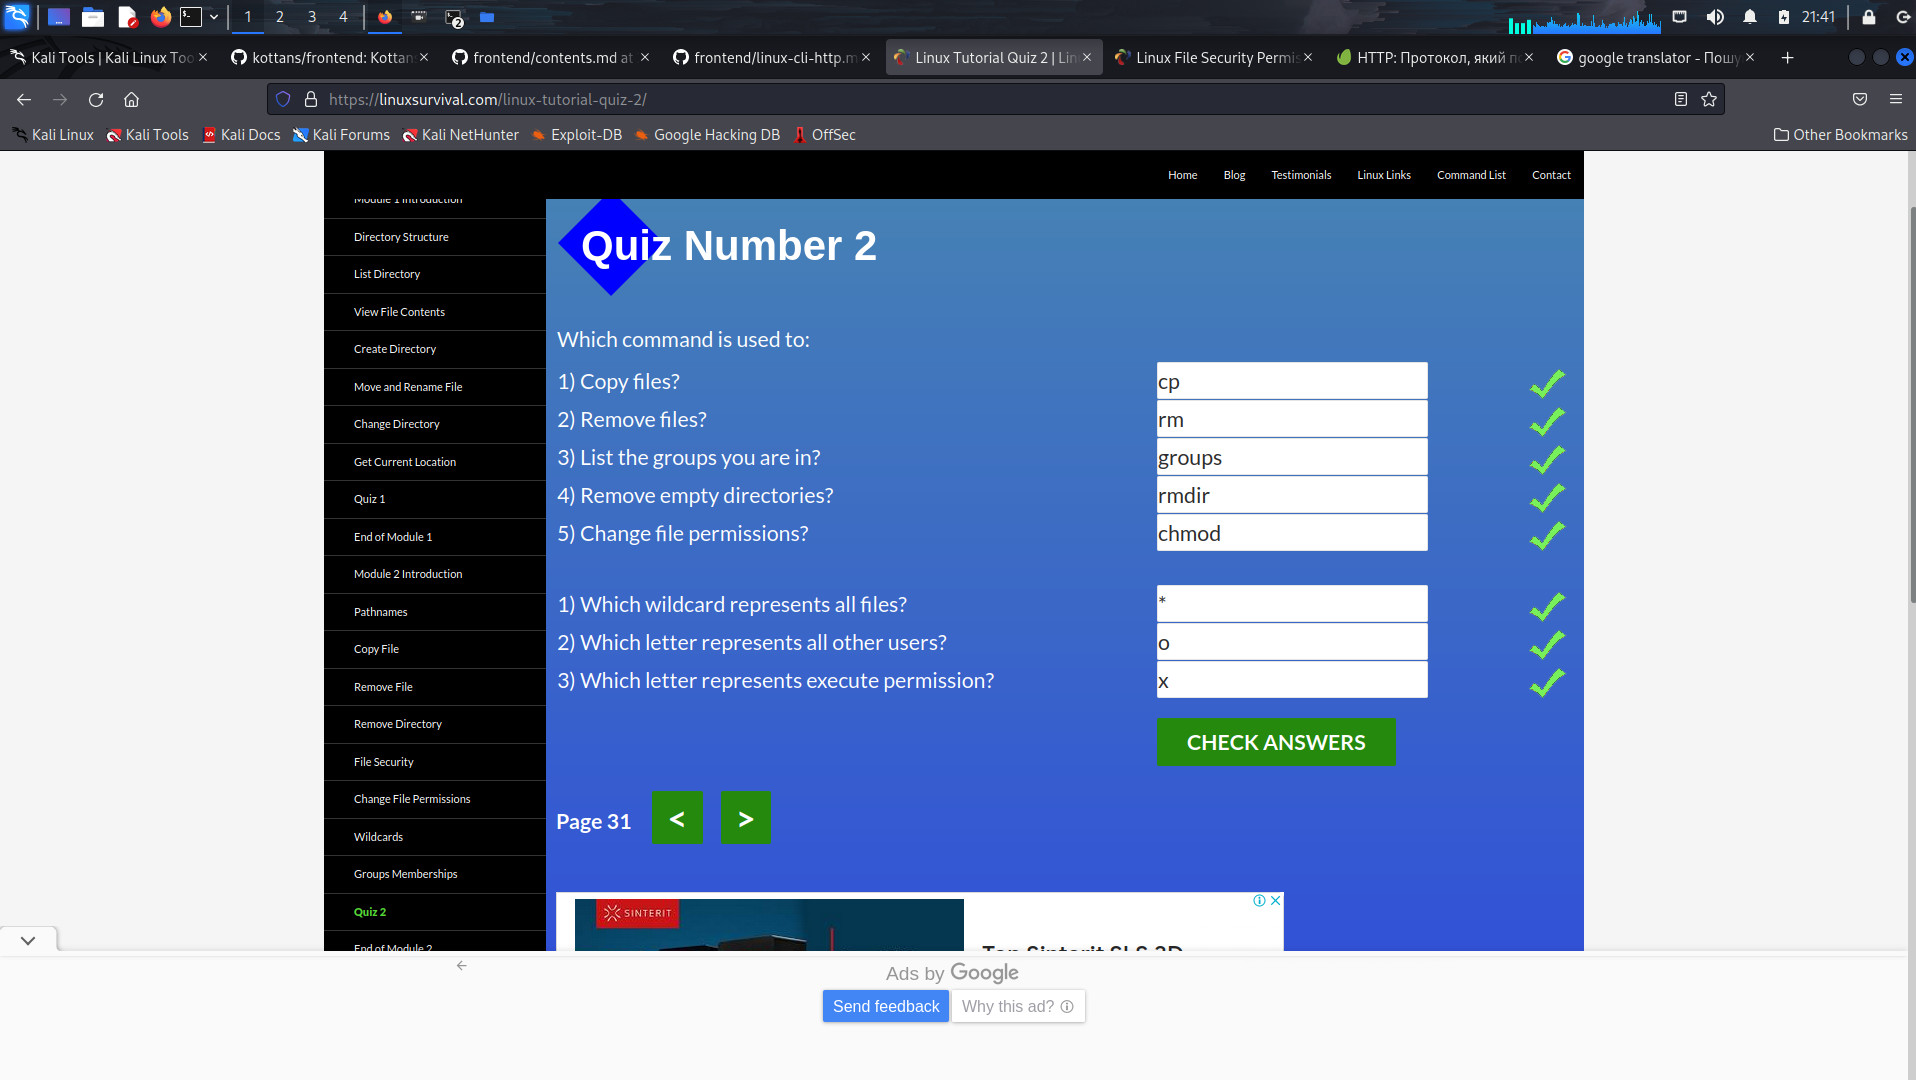 1 2 3 4
2
21:41
Kali Tools | Kali Linux Too
kottans/frontend: Kottan
frontend/contents.md at
frontend/linux-cli-http.m
Linux Tutorial Quiz 2 | Lin
Linux File Security Permis
HTTP: Протокол, який п
google translator - Пошу
https://linuxsurvival.com/linux-tutorial-quiz-2/
Kali Linux Kali Tools Kali Docs Kali Forums Kali NetHunter Exploit-DB Google Hacking DB OffSec Other Bookmarks
Home Blog Testimonials Linux Links Command List Contact
Module 1 Introduction
Directory Structure
List Directory
View File Contents
Create Directory
Move and Rename File
Change Directory
Get Current Location
Quiz 1
End of Module 1
Module 2 Introduction
Pathnames
Copy File
Remove File
Remove Directory
File Security
Change File Permissions
Wildcards
Groups Memberships
Quiz 2
End of Module 2
Quiz Number 2
Which command is used to:
1) Copy files? cp
2) Remove files? rm
3) List the groups you are in? groups
4) Remove empty directories? rmdir
5) Change file permissions? chmod
1) Which wildcard represents all files? *
2) Which letter represents all other users? o
3) Which letter represents execute permission? x
CHECK ANSWERS
Page 31 < >
SINTERIT
Top Sinterit SLS 3D
Ads by Google
Send feedback Why this ad?